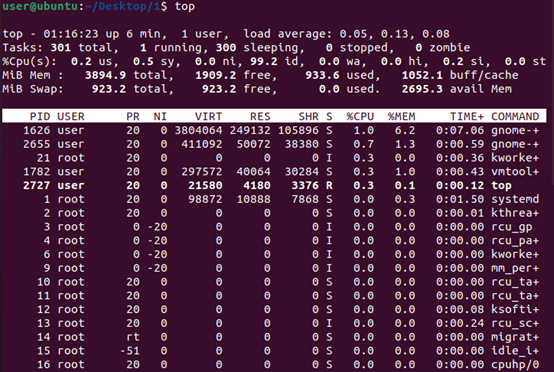 user@ubuntu:~/Desktop/1$ top
top - 01:16:23 up 6 min,  1 user,  load average: 0.05, 0.13, 0.08
Tasks: 301 total,   1 running, 300 sleeping,   0 stopped,   0 zombie
%Cpu(s):  0.2 us,  0.5 sy,  0.0 ni, 99.2 id,  0.0 wa,  0.0 hi,  0.2 si,  0.0 st
MiB Mem :   3894.9 total,   1909.2 free,    933.6 used,   1052.1 buff/cache
MiB Swap:    923.2 total,    923.2 free,      0.0 used.   2695.3 avail Mem
PID USER      PR  NI    VIRT    RES    SHR S  %CPU  %MEM     TIME+ COMMAND
1626 user      20   0 3804064 249132 105896 S   1.0   6.2   0:07.06 gnome-+
2655 user      20   0  411092  50072  38380 S   0.7   1.3   0:00.59 gnome-+
21 root      20   0       0      0      0 I   0.3   0.0   0:00.36 kworke+
1782 user      20   0  297572  40064  30284 S   0.3   1.0   0:00.43 vmtool+
2727 user      20   0   21580   4180   3376 R   0.3   0.1   0:00.12 top
1 root      20   0   98872  10888   7868 S   0.0   0.3   0:01.50 systemd
2 root      20   0       0      0      0 S   0.0   0.0   0:00.01 kthrea+
3 root       0 -20       0      0      0 I   0.0   0.0   0:00.00 rcu_gp
4 root       0 -20       0      0      0 I   0.0   0.0   0:00.00 rcu_pa+
6 root       0 -20       0      0      0 I   0.0   0.0   0:00.00 kworke+
9 root       0 -20       0      0      0 I   0.0   0.0   0:00.00 mm_per+
10 root      20   0       0      0      0 S   0.0   0.0   0:00.00 rcu_ta+
11 root      20   0       0      0      0 S   0.0   0.0   0:00.00 rcu_ta+
12 root      20   0       0      0      0 S   0.0   0.0   0:00.08 ksofti+
13 root      20   0       0      0      0 I   0.0   0.0   0:00.24 rcu_sc+
14 root      rt   0       0      0      0 S   0.0   0.0   0:00.00 migrat+
15 root     -51   0       0      0      0 S   0.0   0.0   0:00.00 idle_i+
16 root      20   0       0      0      0 S   0.0   0.0   0:00.00 cpuhp/0